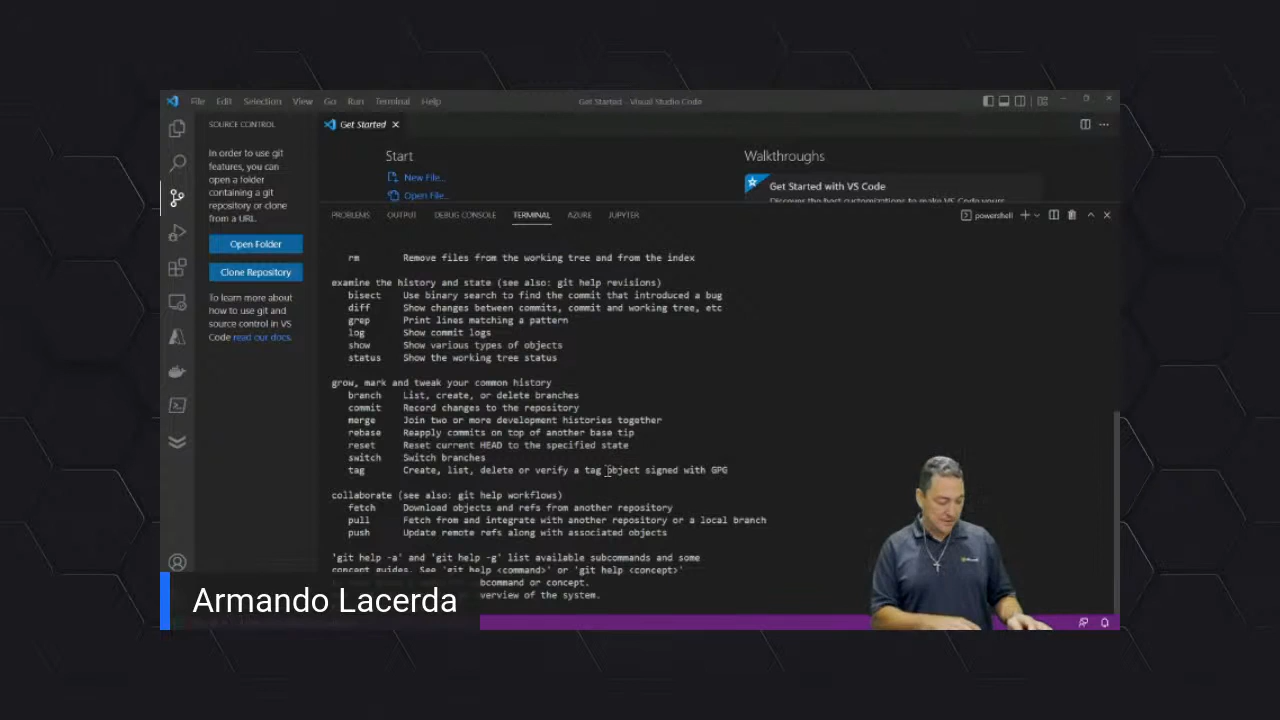 File Edit Selection View Go Run Terminal Help
Get Started - Visual Studio Code
SOURCE CONTROL
Get Started
In order to use git
features, you can
open a folder
containing a git
repository or clone
from a URL.
Open Folder
Clone Repository
To learn more about
how to use git and
source control in VS
Code read our docs.
Start
New File...
Open File...
Walkthroughs
Get Started with VS Code
Discover the best customizations to make VS Code yours
PROBLEMS OUTPUT DEBUG CONSOLE TERMINAL AZURE JUPYTER
powershell
rm Remove files from the working tree and from the index
examine the history and state (see also: git help revisions)
bisect Use binary search to find the commit that introduced a bug
diff Show changes between commits, commit and working tree, etc
grep Print lines matching a pattern
log Show commit logs
show Show various types of objects
status Show the working tree status
grow, mark and tweak your common history
branch List, create, or delete branches
commit Record changes to the repository
merge Join two or more development histories together
rebase Reapply commits on top of another base tip
reset Reset current HEAD to the specified state
switch Switch branches
tag Create, list, delete or verify a tag object signed with GPG
collaborate (see also: git help workflows)
fetch Download objects and refs from another repository
pull Fetch from and integrate with another repository or a local branch
push Update remote refs along with associated objects
'git help -a' and 'git help -g' list available subcommands and some
concept guides. See 'git help <command>' or 'git help <concept>'
bcommand or concept.
verview of the system.
Armando Lacerda